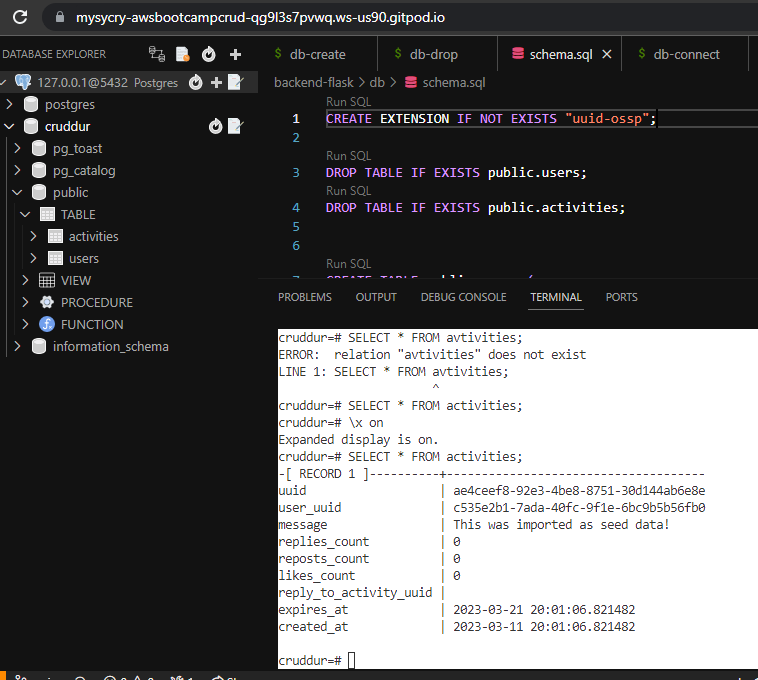 mysycry-awsbootcampcrud-qg9l3s7pvwq.ws-us90.gitpod.io
DATABASE EXPLORER
127.0.0.1@5432 Postgres
postgres
cruddur
pg_toast
pg_catalog
public
TABLE
activities
users
VIEW
PROCEDURE
FUNCTION
information_schema
$ db-create
$ db-drop
schema.sql
$ db-connect
backend-flask > db > schema.sql
Run SQL
1 CREATE EXTENSION IF NOT EXISTS "uuid-ossp";
2
Run SQL
3 DROP TABLE IF EXISTS public.users;
Run SQL
4 DROP TABLE IF EXISTS public.activities;
5
6
Run SQL
PROBLEMS OUTPUT DEBUG CONSOLE TERMINAL PORTS
cruddur=# SELECT * FROM avtivities;
ERROR:  relation "avtivities" does not exist
LINE 1: SELECT * FROM avtivities;
^
cruddur=# SELECT * FROM activities;
cruddur=# \x on
Expanded display is on.
cruddur=# SELECT * FROM activities;
-[ RECORD 1 ]----------+-------------------------------------
uuid | ae4ceef8-92e3-4be8-8751-30d144ab6e8e
user_uuid | c535e2b1-7ada-40fc-9f1e-6bc9b5b56fb0
message | This was imported as seed data!
replies_count | 0
reposts_count | 0
likes_count | 0
reply_to_activity_uuid |
expires_at | 2023-03-21 20:01:06.821482
created_at | 2023-03-11 20:01:06.821482
cruddur=#